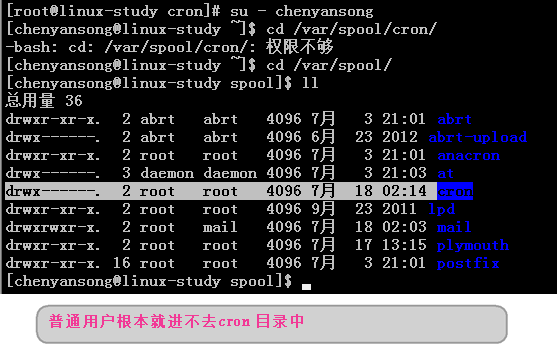 [root@linux-study cron]# su - chenyansong
[chenyansong@linux-study ~]$ cd /var/spool/cron/
-bash: cd: /var/spool/cron/: 权限不够
[chenyansong@linux-study ~]$ cd /var/spool/
[chenyansong@linux-study spool]$ ll
总用量 36
drwxr-xr-x. 2 abrt abrt 4096 7月 3 21:01 abrt
drwx------. 2 abrt abrt 4096 6月 23 2012 abrt-upload
drwxr-xr-x. 2 root root 4096 7月 3 21:01 anacron
drwx------. 3 daemon daemon 4096 7月 3 21:03 at
drwx------. 2 root root 4096 7月 18 02:14 cron
drwxr-xr-x. 2 root root 4096 9月 23 2011 lpd
drwxrwxr-x. 2 root mail 4096 7月 18 02:03 mail
drwxr-xr-x. 2 root root 4096 7月 17 13:15 plymouth
drwxr-xr-x. 16 root root 4096 7月 3 21:01 postfix
[chenyansong@linux-study spool]$
普通用户根本就进不去cron 目录中